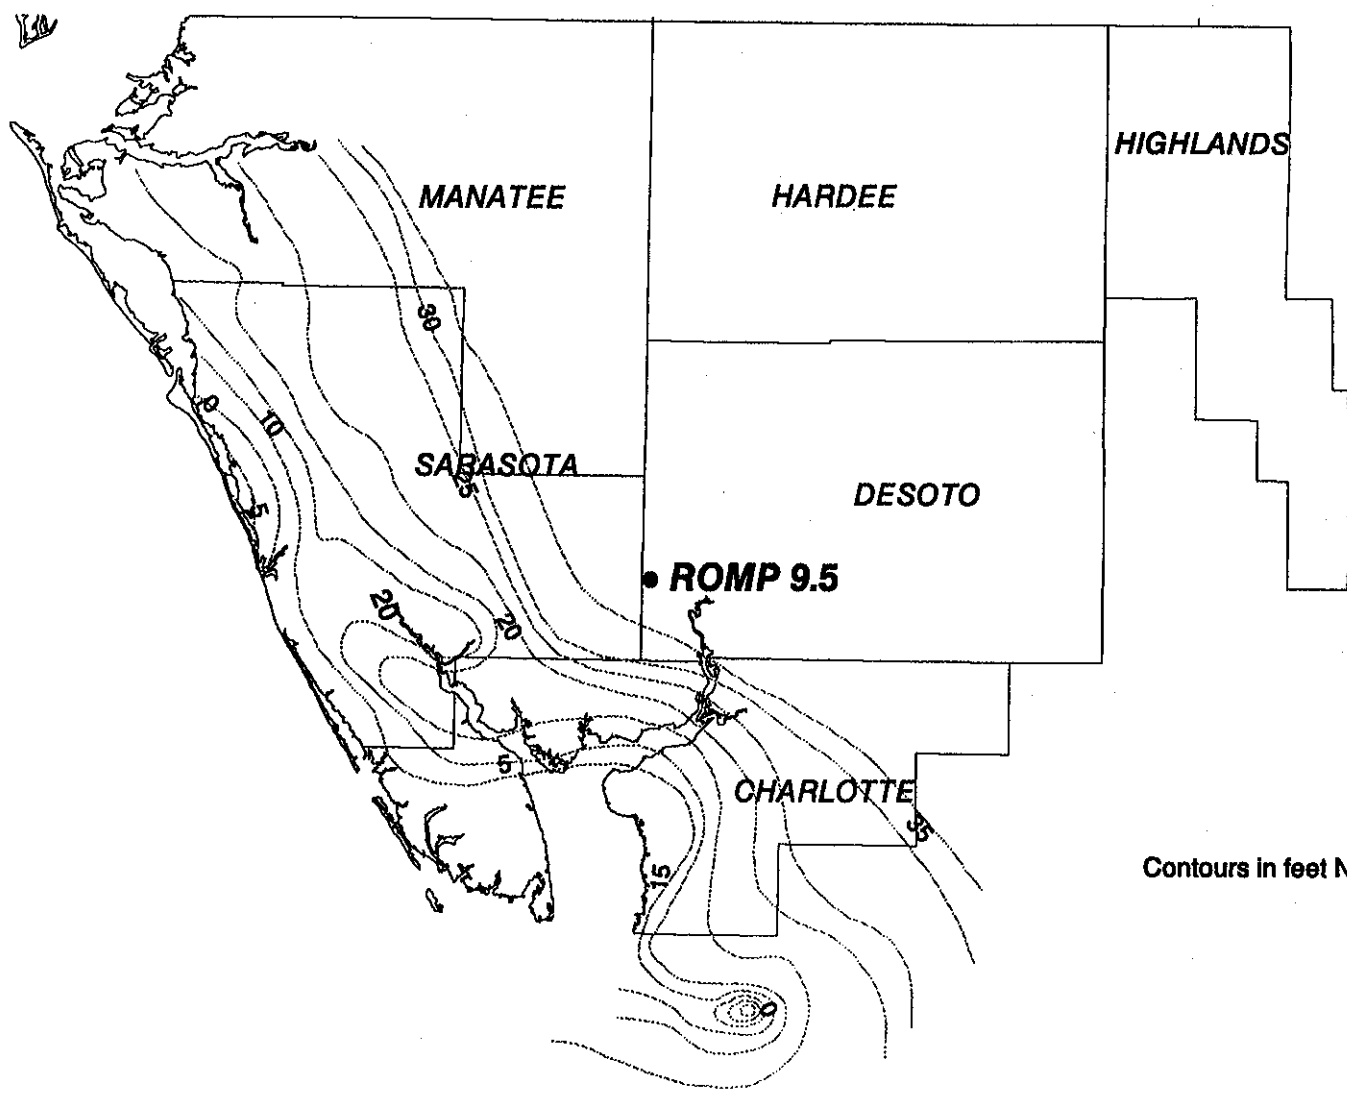 HIGHLANDS
MANATEE
HARDEE
30
0
10
SARASOTA
25
DESOTO
5
ROMP 9.5
20
20
5
CHARLOTTE
35
15
Contours in feet N
0